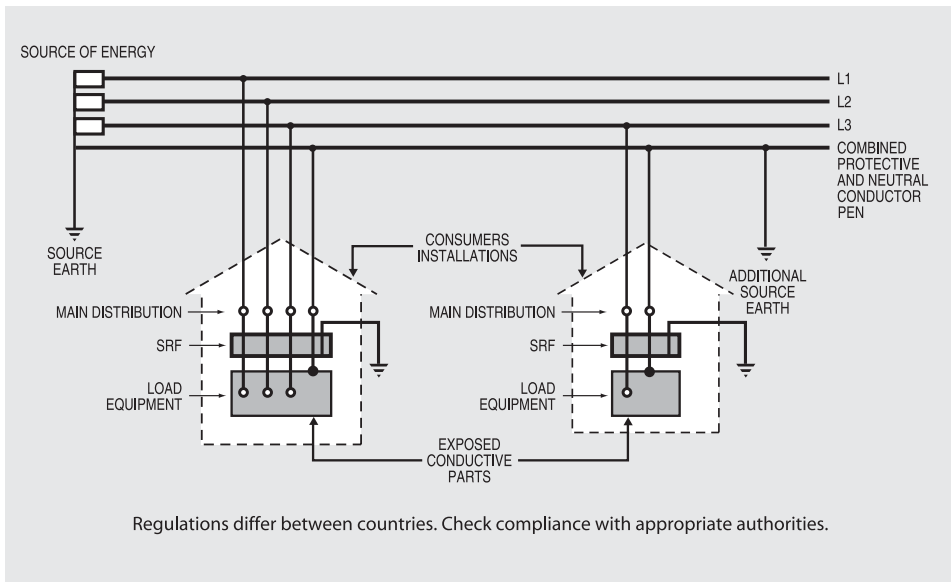 SOURCE OF ENERGY
L1
L2
L3
COMBINED
PROTECTIVE
AND NEUTRAL
CONDUCTOR
PEN
SOURCE
EARTH
CONSUMERS
INSTALLATIONS
ADDITIONAL
SOURCE
EARTH
MAIN DISTRIBUTION
SRF
LOAD
EQUIPMENT
MAIN DISTRIBUTION
SRF
LOAD
EQUIPMENT
EXPOSED
CONDUCTIVE
PARTS
Regulations differ between countries. Check compliance with appropriate authorities.